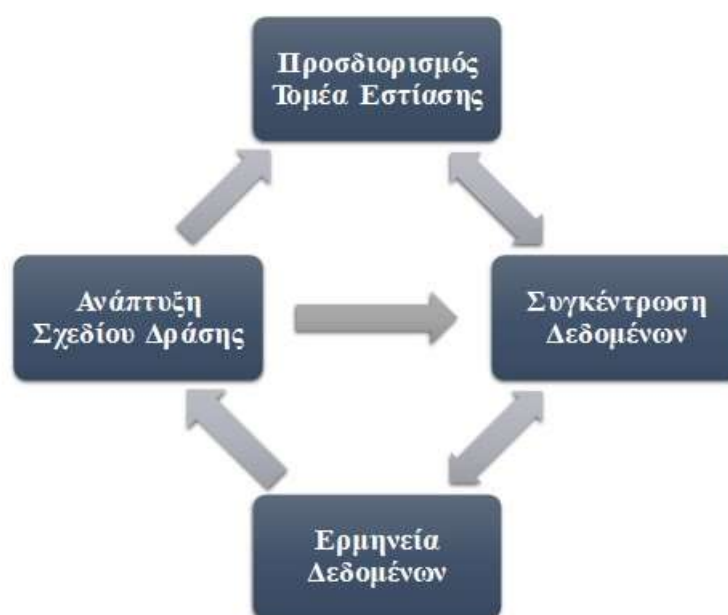 Προσδιορισμός
Τομέα Εστίασης
Ανάπτυξη
Σχεδίου Δράσης
Συγκέντρωση
Δεδομένων
Ερμηνεία
Δεδομένων